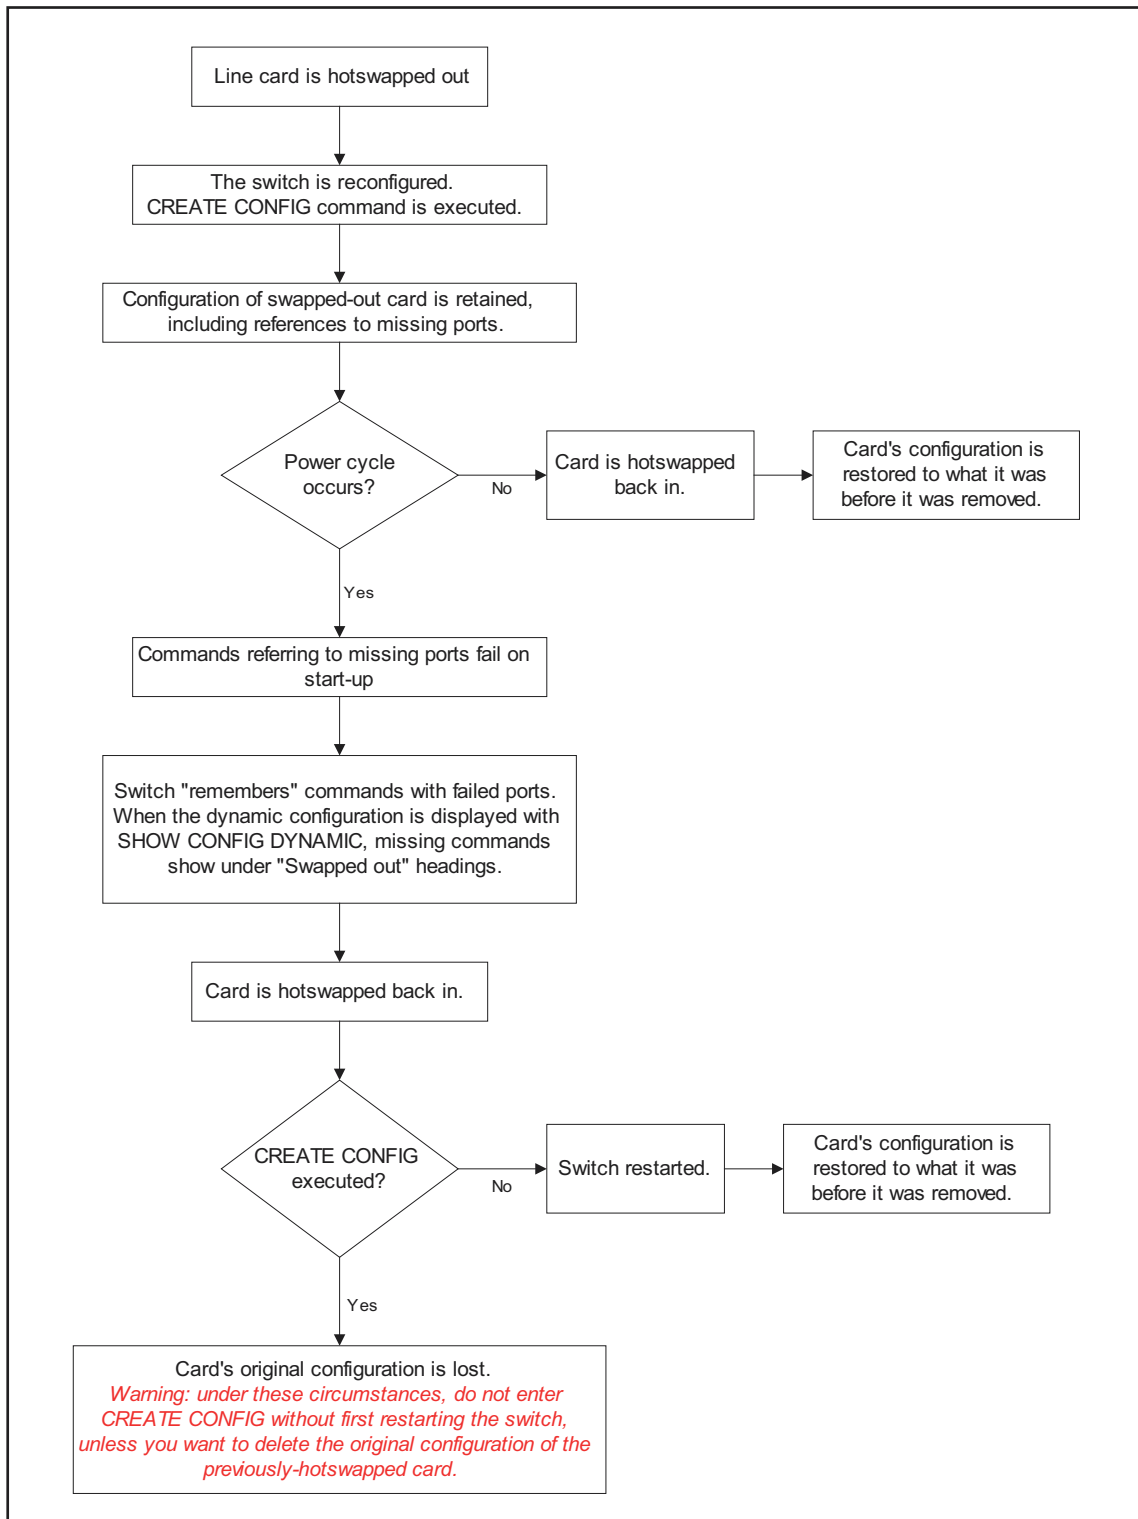 Line card is hotswapped out
The switch is reconfigured.
CREATE CONFIG command is executed.
Configuration of swapped-out card is retained,
including references to missing ports.
Power cycle
occurs?
No
Card is hotswapped
back in.
Card's configuration is
restored to what it was
before it was removed.
Yes
Commands referring to missing ports fail on
start-up
Switch "remembers" commands with failed ports.
When the dynamic configuration is displayed with
SHOW CONFIG DYNAMIC, missing commands
show under "Swapped out" headings.
Card is hotswapped back in.
CREATE CONFIG
executed?
No
Switch restarted.
Card's configuration is
restored to what it was
before it was removed.
Yes
Card's original configuration is lost.
Warning: under these circumstances, do not enter
CREATE CONFIG without first restarting the switch,
unless you want to delete the original configuration of the
previously-hotswapped card.